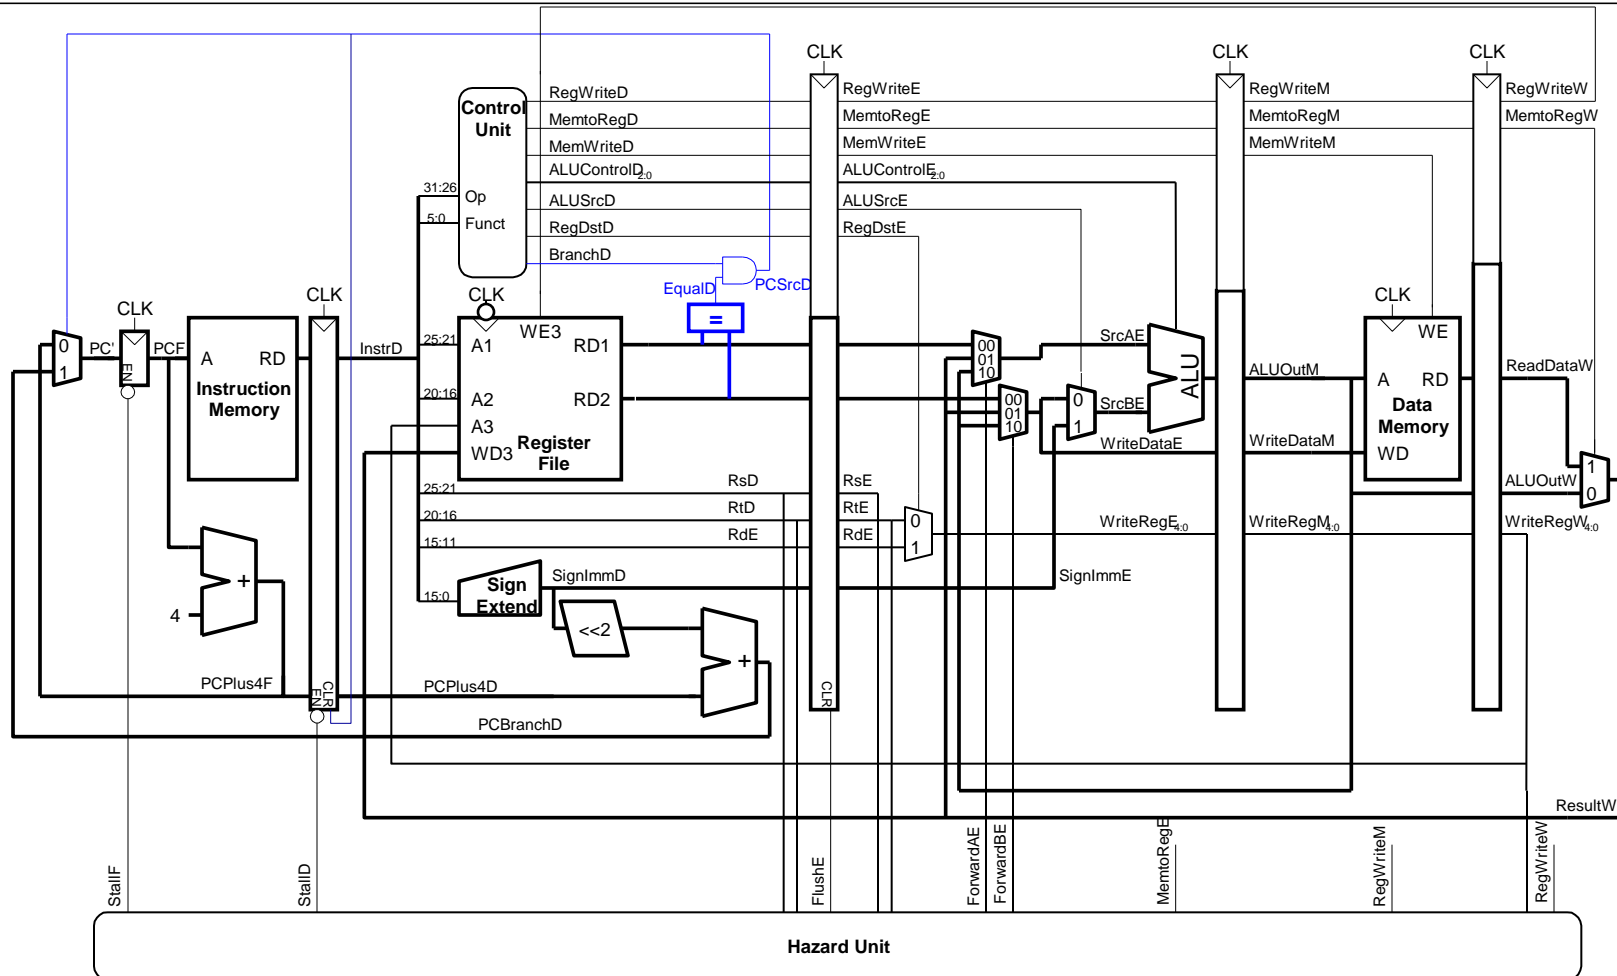 CLK CLK CLK
RegWriteD RegWriteE RegWriteM RegWriteW
Control Unit
MemtoRegD MemtoRegE MemtoRegM MemtoRegW
MemWriteD MemWriteE MemWriteM
ALUControlD2:0 ALUControlE2:0
31:26 Op ALUSrcD ALUSrcE
5:0 Funct RegDstD RegDstE
BranchD
EqualD PCSrcD
CLK CLK CLK CLK
0 1 PC' PCF EN
A RD
Instruction Memory
InstrD
25:21 A1 WE3 RD1
=
20:16 A2 RD2
A3
WD3 Register File
00 01 10
00 01 10
SrcAE
0 1 SrcBE
ALU
ALUOutM
WE
A RD
Data Memory
WD
ReadDataW
WriteDataE WriteDataM
1 0
ALUOutW
25:21 RsD RsE
20:16 RtD RtE
15:11 RdE RdE
0 1
WriteRegE4:0 WriteRegM4:0 WriteRegW4:0
15:0 Sign Extend SignImmD SignImmE
<<2
+
4
+
PCPlus4F EN CLR PCPlus4D CLR
PCBranchD
ResultW
StallF StallD FlushE ForwardAE ForwardBE MemtoRegE RegWriteM RegWriteW
Hazard Unit